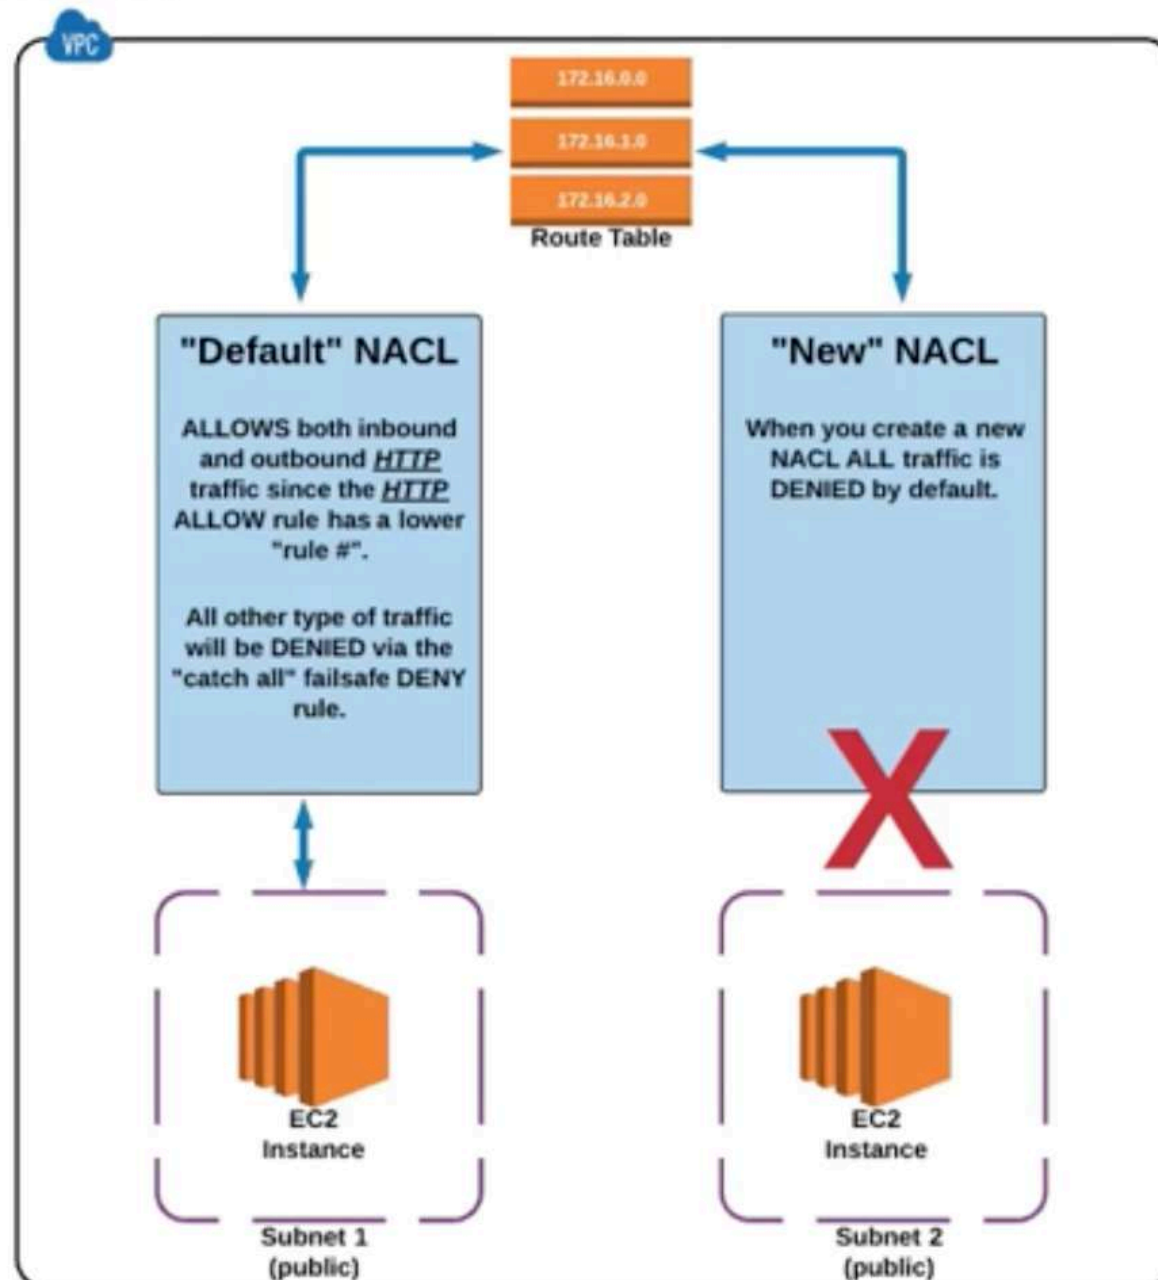 VPC
172.16.0.0
172.16.1.0
172.16.2.0
Route Table
"Default" NACL
ALLOWS both inbound
and outbound HTTP
traffic since the HTTP
ALLOW rule has a lower
"rule #".
All other type of traffic
will be DENIED via the
"catch all" failsafe DENY
rule.
"New" NACL
When you create a new
NACL ALL traffic is
DENIED by default.
X
EC2
Instance
Subnet 1
(public)
EC2
Instance
Subnet 2
(public)